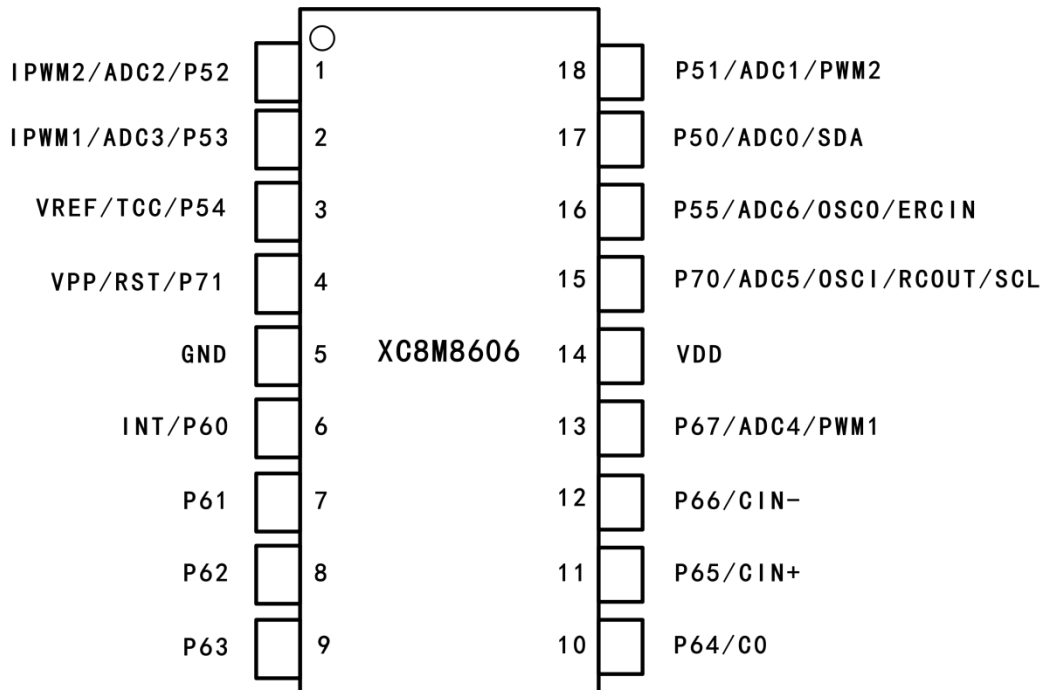 IPWM2/ADC2/P52 1 18 P51/ADC1/PWM2
IPWM1/ADC3/P53 2 17 P50/ADC0/SDA
VREF/TCC/P54 3 16 P55/ADC6/OSCO/ERCIN
VPP/RST/P71 4 15 P70/ADC5/OSCI/RCOUT/SCL
GND 5 XC8M8606 14 VDD
INT/P60 6 13 P67/ADC4/PWM1
P61 7 12 P66/CIN-
P62 8 11 P65/CIN+
P63 9 10 P64/CO